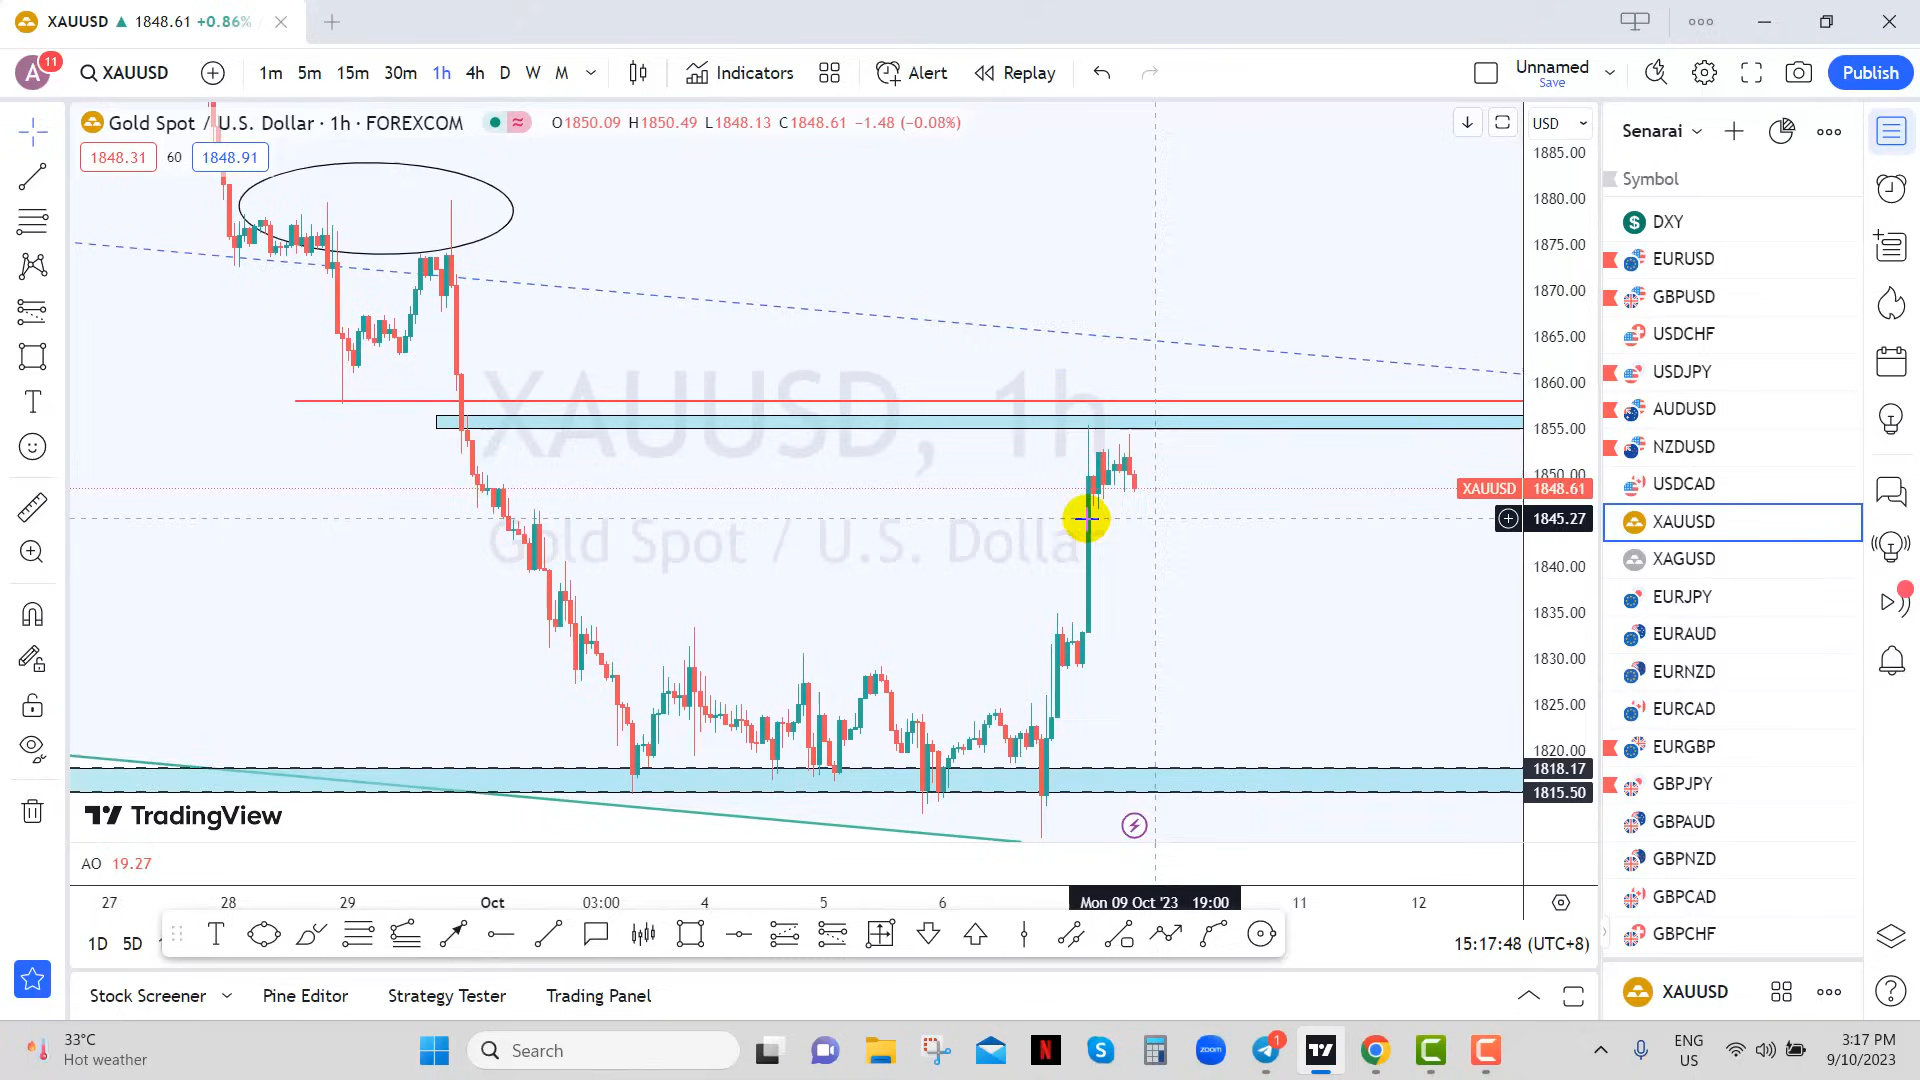 XAUUSD ▲ 1848.61 +0.86%
A 11 XAUUSD 1m 5m 15m 30m 1h 4h D W M Indicators Alert Replay Unnamed Save Publish
Gold Spot / U.S. Dollar · 1h · FOREXCOM O1850.09 H1850.49 L1848.13 C1848.61 −1.48 (−0.08%)
1848.31 60 1848.91
XAUUSD, 1h
Gold Spot / U.S. Dolla
TradingView
AO 19.27
USD
1885.00
1880.00
1875.00
1870.00
1865.00
1860.00
1855.00
1850.00
XAUUSD 1848.61
1845.27
1840.00
1835.00
1830.00
1825.00
1820.00
1818.17
1815.50
27 28 29 Oct 03:00 4 5 6 Mon 09 Oct '23 19:00 11 12
1D 5D
15:17:48 (UTC+8)
Stock Screener Pine Editor Strategy Tester Trading Panel
Senarai
Symbol
DXY
EURUSD
GBPUSD
USDCHF
USDJPY
AUDUSD
NZDUSD
USDCAD
XAUUSD
XAGUSD
EURJPY
EURAUD
EURNZD
EURCAD
EURGBP
GBPJPY
GBPAUD
GBPNZD
GBPCAD
GBPCHF
XAUUSD
33°C
Hot weather
Search
zoom
1
ENG
US
3:17 PM
9/10/2023